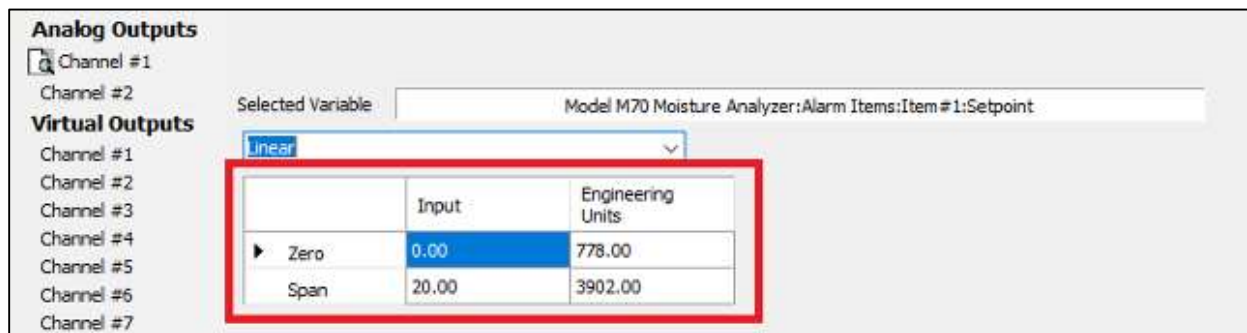 Analog Outputs
Channel #1
Channel #2
Virtual Outputs
Channel #1
Channel #2
Channel #3
Channel #4
Channel #5
Channel #6
Channel #7
Selected Variable Model M70 Moisture Analyzer:Alarm Items:Item#1:Setpoint
Linear
Input Engineering
Units
Zero 0.00 778.00
Span 20.00 3902.00